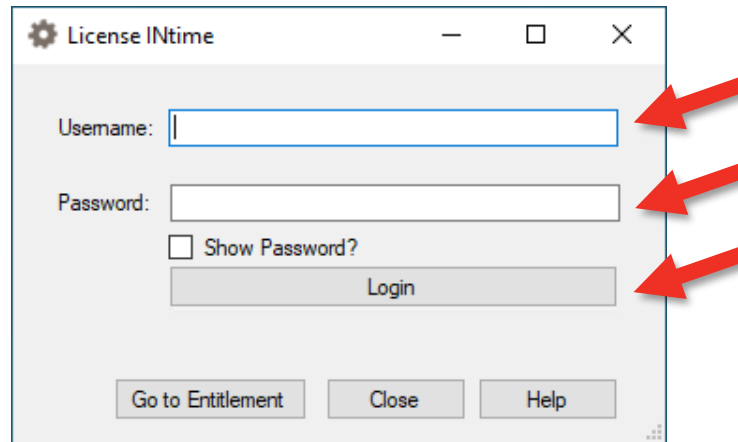 License INtime
Username:
Password:
Show Password?
Login
Go to Entitlement Close Help